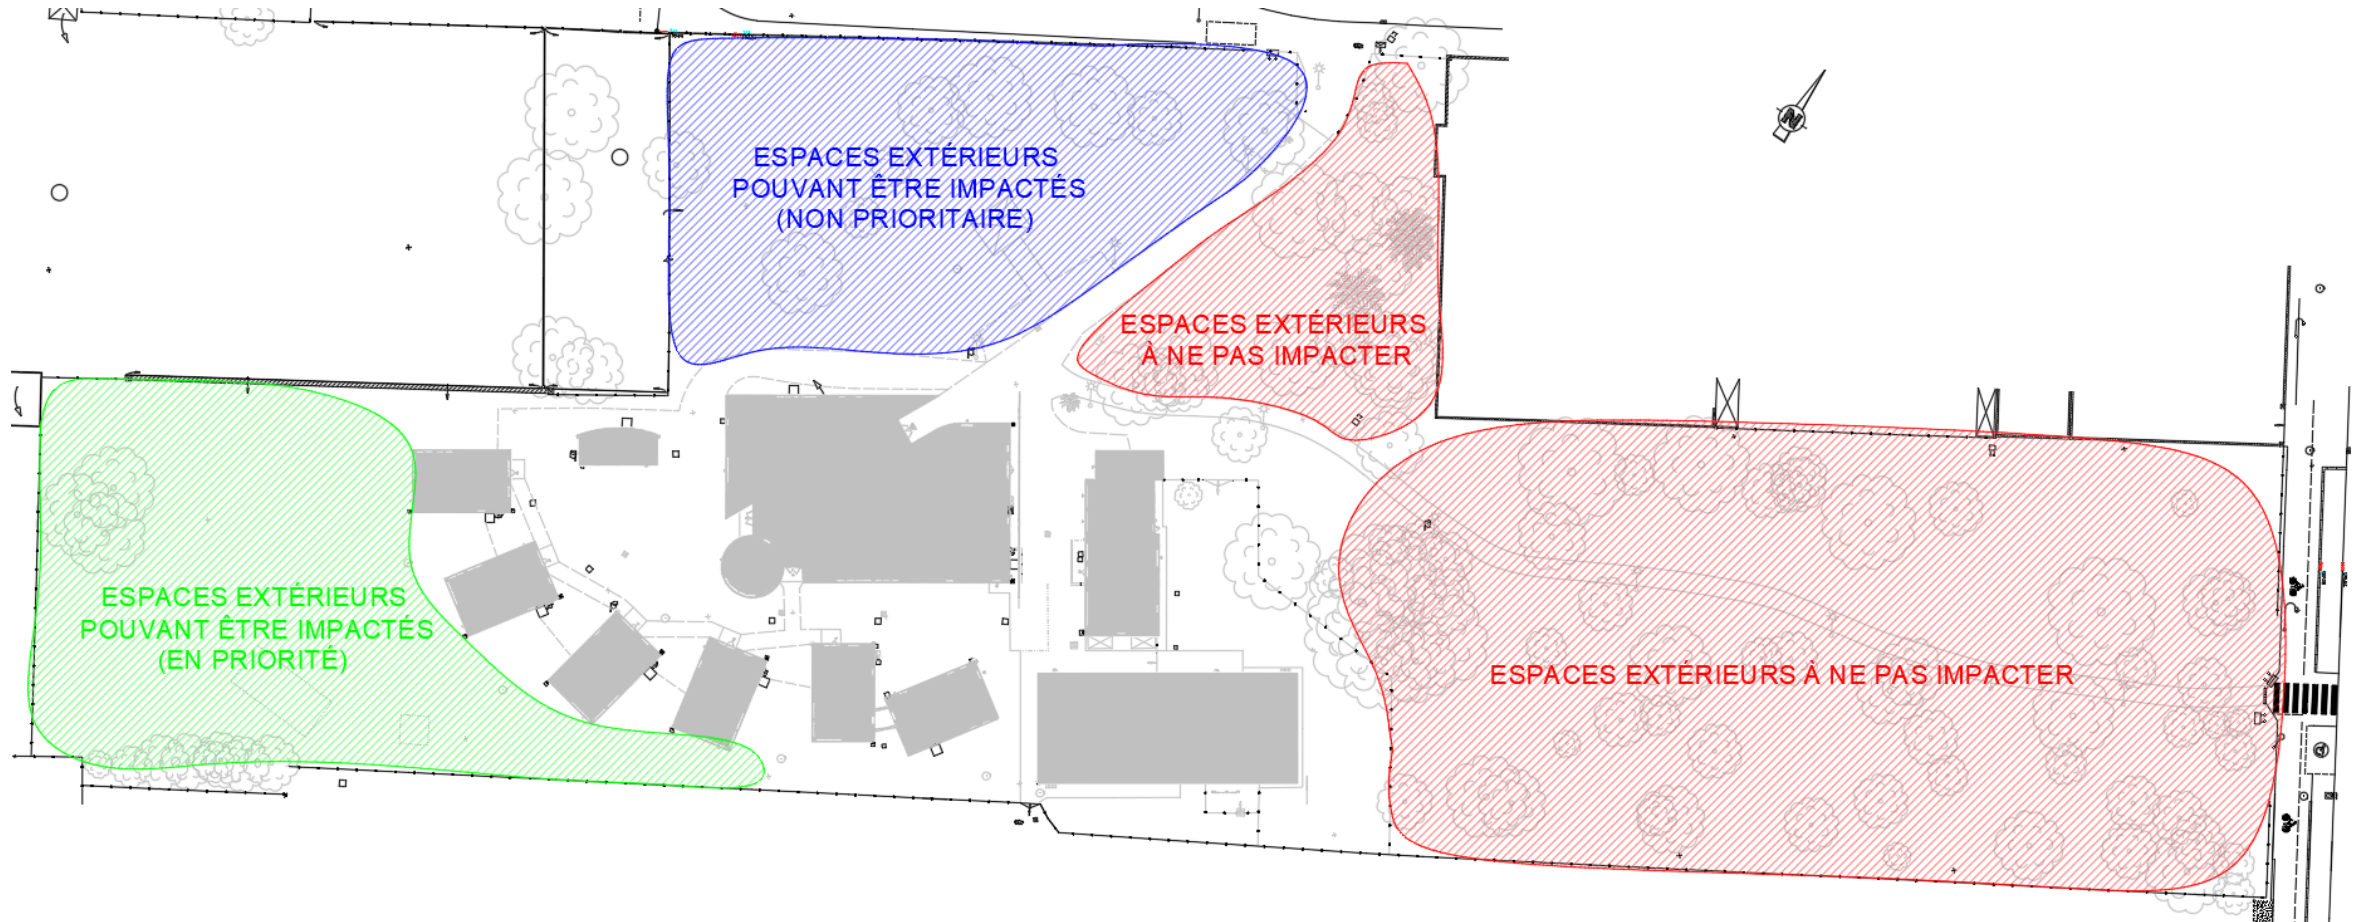 ESPACES EXTÉRIEURS
POUVANT ÊTRE IMPACTÉS
(NON PRIORITAIRE)
N
ESPACES EXTÉRIEURS
À NE PAS IMPACTER
ESPACES EXTÉRIEURS
POUVANT ÊTRE IMPACTÉS
(EN PRIORITÉ)
ESPACES EXTÉRIEURS À NE PAS IMPACTER